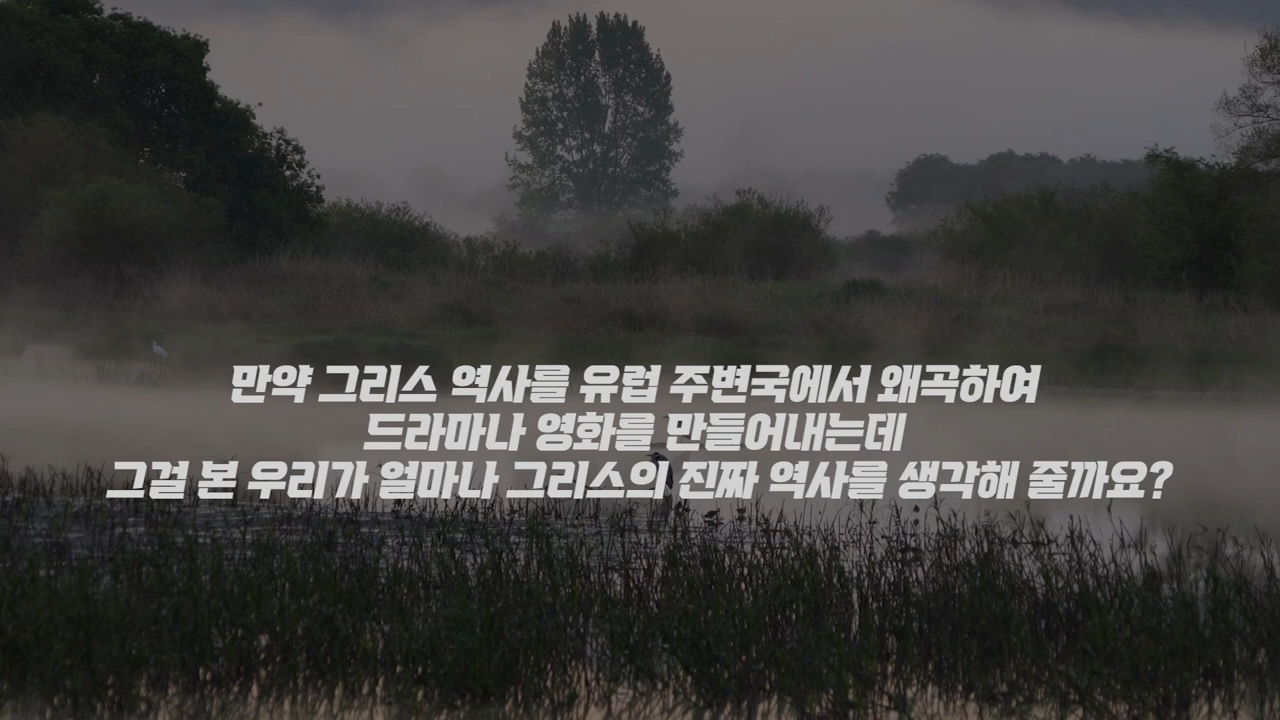 만약 그리스 역사를 유럽 주변국에서 왜곡하여
드라마나 영화를 만들어내는데
그걸 본 우리가 얼마나 그리스의 진짜 역사를 생각해 줄까요?